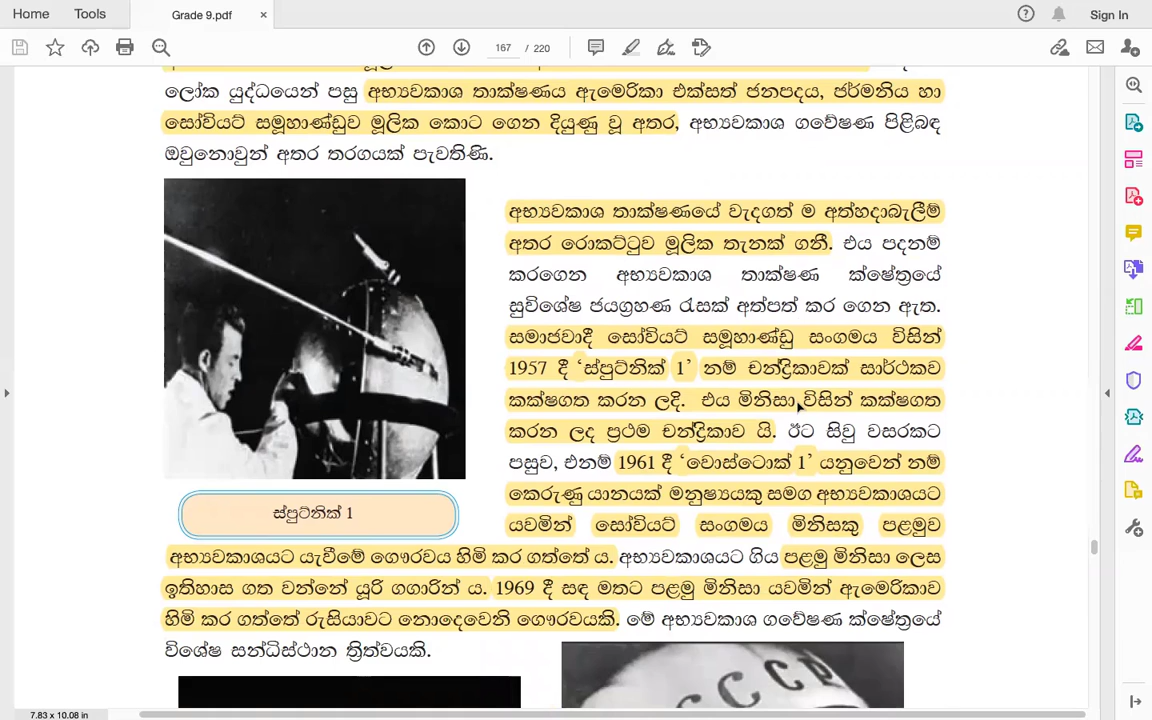 Home
Tools
Grade 9.pdf
×
Sign In
167 / 220
ලෝක යුද්ධයෙන් පසු අභ්‍යවකාශ තාක්ෂණය ඇමෙරිකා එක්සත් ජනපදය, ජර්මනිය හා
සෝවියට් සමූහාණ්ඩුව මූලික කොට ගෙන දියුණු වූ අතර, අභ්‍යවකාශ ගවේෂණ පිළිබඳ
ඔවුනොවුන් අතර තරගයක් පැවතිණි.
අභ්‍යවකාශ තාක්ෂණයේ වැදගත් ම අත්හදාබැලීම්
අතර රොකට්ටුව මූලික තැනක් ගනී. එය පදනම්
කරගෙන අභ්‍යවකාශ තාක්ෂණ ක්ෂේත්‍රයේ
සුවිශේෂ ජයග්‍රහණ රැසක් අත්පත් කර ගෙන ඇත.
සමාජවාදී සෝවියට් සමූහාණ්ඩු සංගමය විසින්
1957 දී ‘ස්පුට්නික් 1’ නම් චන්ද්‍රිකාවක් සාර්ථකව
කක්ෂගත කරන ලදි. එය මිනිසා විසින් කක්ෂගත
කරන ලද ප්‍රථම චන්ද්‍රිකාව යි. ඊට සිවු වසරකට
පසුව, එනම් 1961 දී ‘වොස්ටොක් 1’ යනුවෙන් නම්
කෙරුණු යානයක් මනුෂ්‍යයකු සමග අභ්‍යවකාශයට
යවමින් සෝවියට් සංගමය මිනිසකු පළමුව
ස්පුට්නික් 1
අභ්‍යවකාශයට යැවීමේ ගෞරවය හිමි කර ගත්තේ ය. අභ්‍යවකාශයට ගිය පළමු මිනිසා ලෙස
ඉතිහාස ගත වන්නේ යූරි ගගාරින් ය. 1969 දී සඳ මතට පළමු මිනිසා යවමින් ඇමෙරිකාව
හිමි කර ගත්තේ රුසියාවට නොදෙවෙනි ගෞරවයකි. මේ අභ්‍යවකාශ ගවේෂණ ක්ෂේත්‍රයේ
විශේෂ සන්ධිස්ථාන ත්‍රිත්වයකි.
CCCP
7.83 x 10.08 in